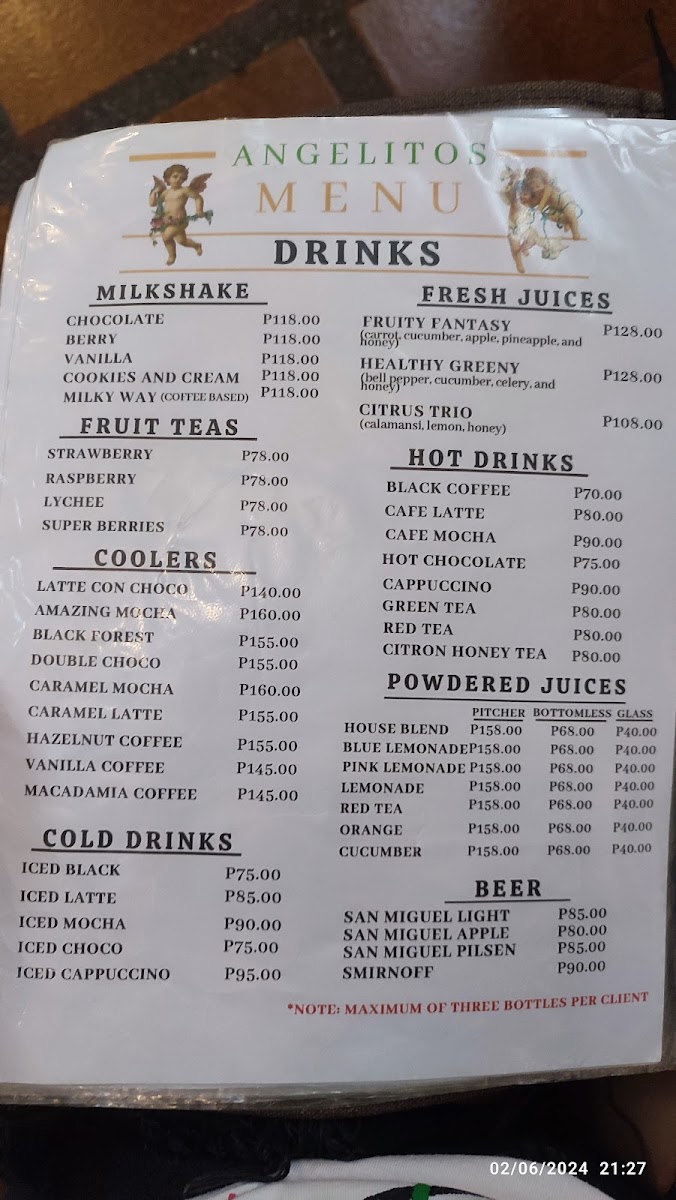 ANGELITOS
MENU
DRINKS
MILKSHAKE
CHOCOLATE P118.00
BERRY P118.00
VANILLA P118.00
COOKIES AND CREAM P118.00
MILKY WAY (COFFEE BASED) P118.00
FRUIT TEAS
STRAWBERRY P78.00
RASPBERRY P78.00
LYCHEE P78.00
SUPER BERRIES P78.00
COOLERS
LATTE CON CHOCO P140.00
AMAZING MOCHA P160.00
BLACK FOREST P155.00
DOUBLE CHOCO P155.00
CARAMEL MOCHA P160.00
CARAMEL LATTE P155.00
HAZELNUT COFFEE P155.00
VANILLA COFFEE P145.00
MACADAMIA COFFEE P145.00
COLD DRINKS
ICED BLACK P75.00
ICED LATTE P85.00
ICED MOCHA P90.00
ICED CHOCO P75.00
ICED CAPPUCCINO P95.00
FRESH JUICES
FRUITY FANTASY P128.00
(carrot, cucumber, apple, pineapple, and
honey)
HEALTHY GREENY P128.00
(bell pepper, cucumber, celery, and
honey)
CITRUS TRIO P108.00
(calamansi, lemon, honey)
HOT DRINKS
BLACK COFFEE P70.00
CAFE LATTE P80.00
CAFE MOCHA P90.00
HOT CHOCOLATE P75.00
CAPPUCCINO P90.00
GREEN TEA P80.00
RED TEA P80.00
CITRON HONEY TEA P80.00
POWDERED JUICES
PITCHER BOTTOMLESS GLASS
HOUSE BLEND P158.00 P68.00 P40.00
BLUE LEMONADE P158.00 P68.00 P40.00
PINK LEMONADE P158.00 P68.00 P40.00
LEMONADE P158.00 P68.00 P40.00
RED TEA P158.00 P68.00 P40.00
ORANGE P158.00 P68.00 P40.00
CUCUMBER P158.00 P68.00 P40.00
BEER
SAN MIGUEL LIGHT P85.00
SAN MIGUEL APPLE P80.00
SAN MIGUEL PILSEN P85.00
SMIRNOFF P90.00
*NOTE: MAXIMUM OF THREE BOTTLES PER CLIENT
02/06/2024 21:27